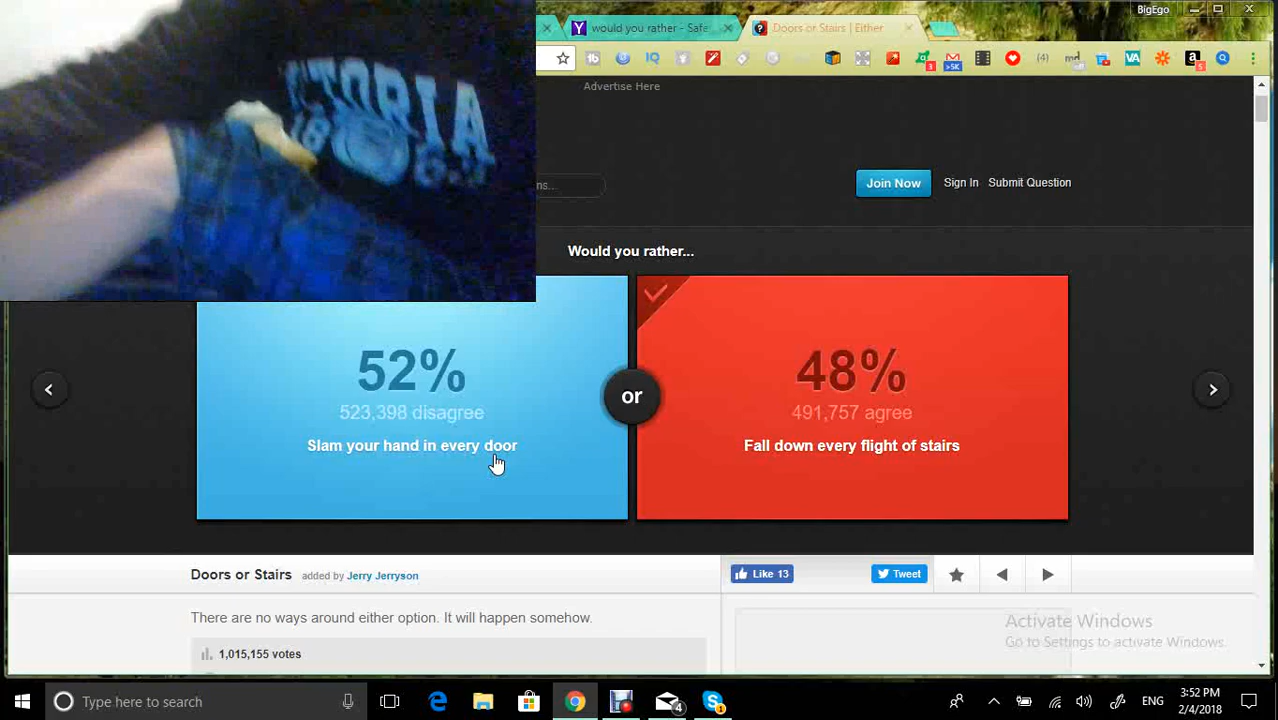 BigEgo
would you rather - Safe
Doors or Stairs | Either
Advertise Here
ns...
Join Now
Sign In
Submit Question
Would you rather...
52%
523,398 disagree
Slam your hand in every door
or
48%
491,757 agree
Fall down every flight of stairs
Doors or Stairs added by Jerry Jerryson
Like 13
Tweet
There are no ways around either option. It will happen somehow.
1,015,155 votes
Activate Windows
Go to Settings to activate Windows.
Type here to search
4
1
ENG
3:52 PM
2/4/2018